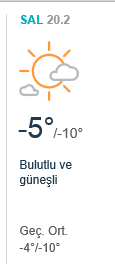 SAL 20.2
-5°/-10°
Bulutlu ve
güneşli
Geç. Ort.
-4°/-10°